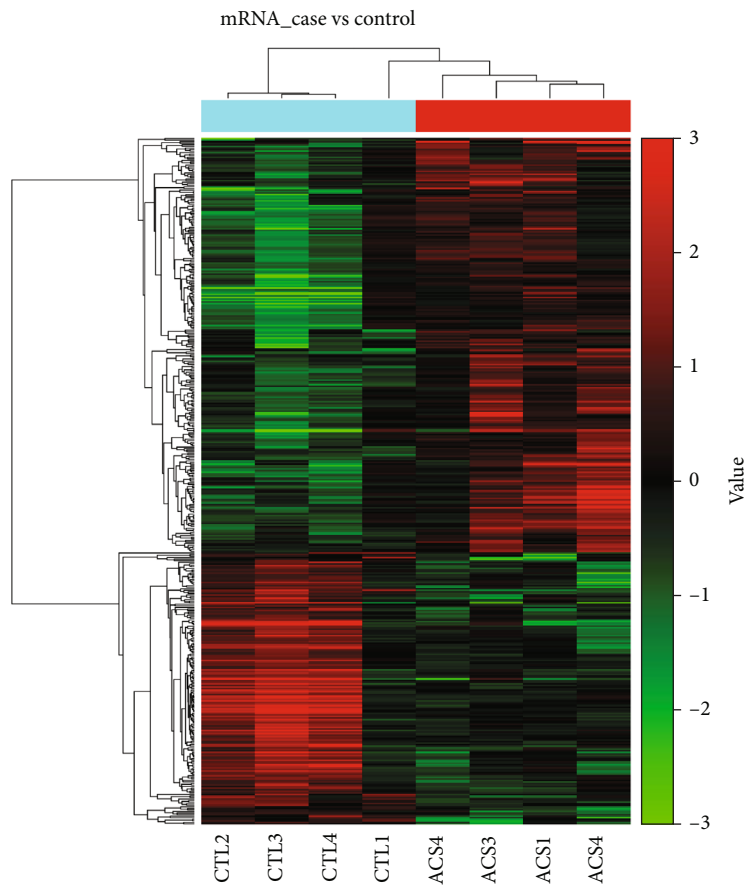 mRNA_case vs control
3
2
1
0
−1
−2
−3
Value
CTL2
CTL3
CTL4
CTL1
ACS4
ACS3
ACS1
ACS4